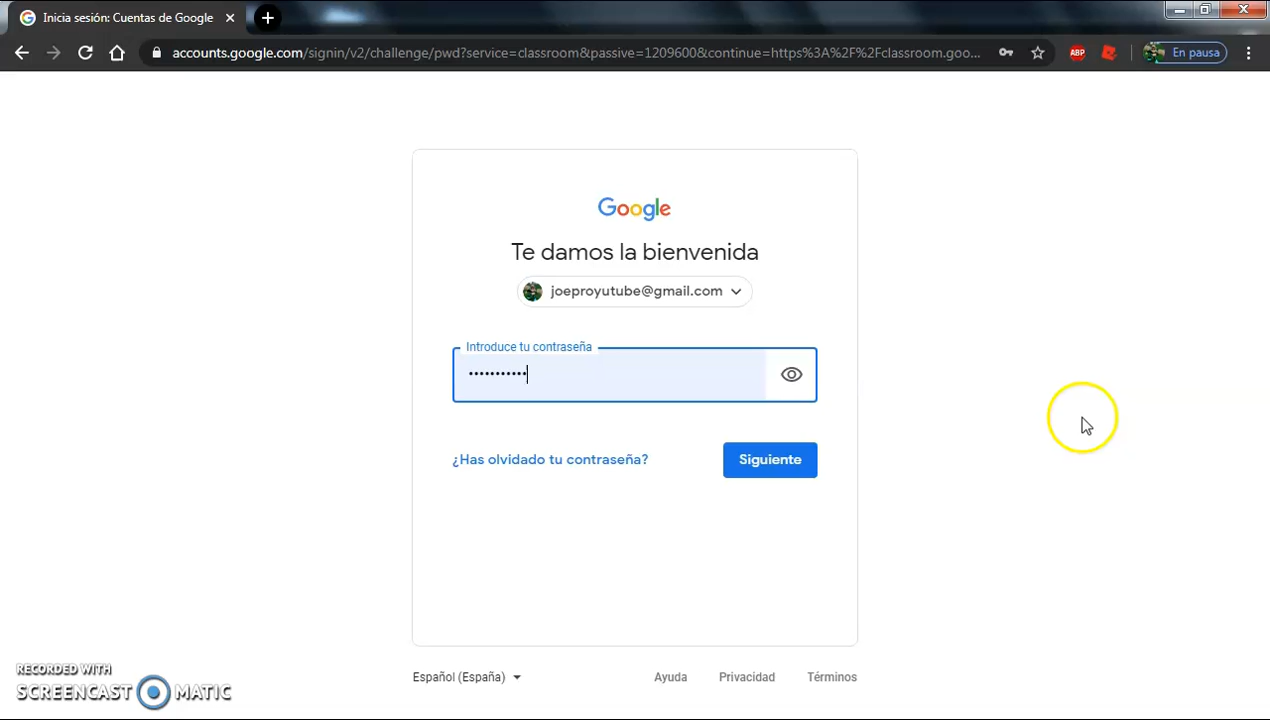 Inicia sesión: Cuentas de Google
accounts.google.com/signin/v2/challenge/pwd?service=classroom&passive=1209600&continue=https%3A%2F%2Fclassroom.goo...
ABP
En pausa
Google
Te damos la bienvenida
joeproyutube@gmail.com
Introduce tu contraseña
•••••••••••
¿Has olvidado tu contraseña?
Siguiente
Español (España)
Ayuda
Privacidad
Términos
RECORDED WITH
SCREENCAST MATIC